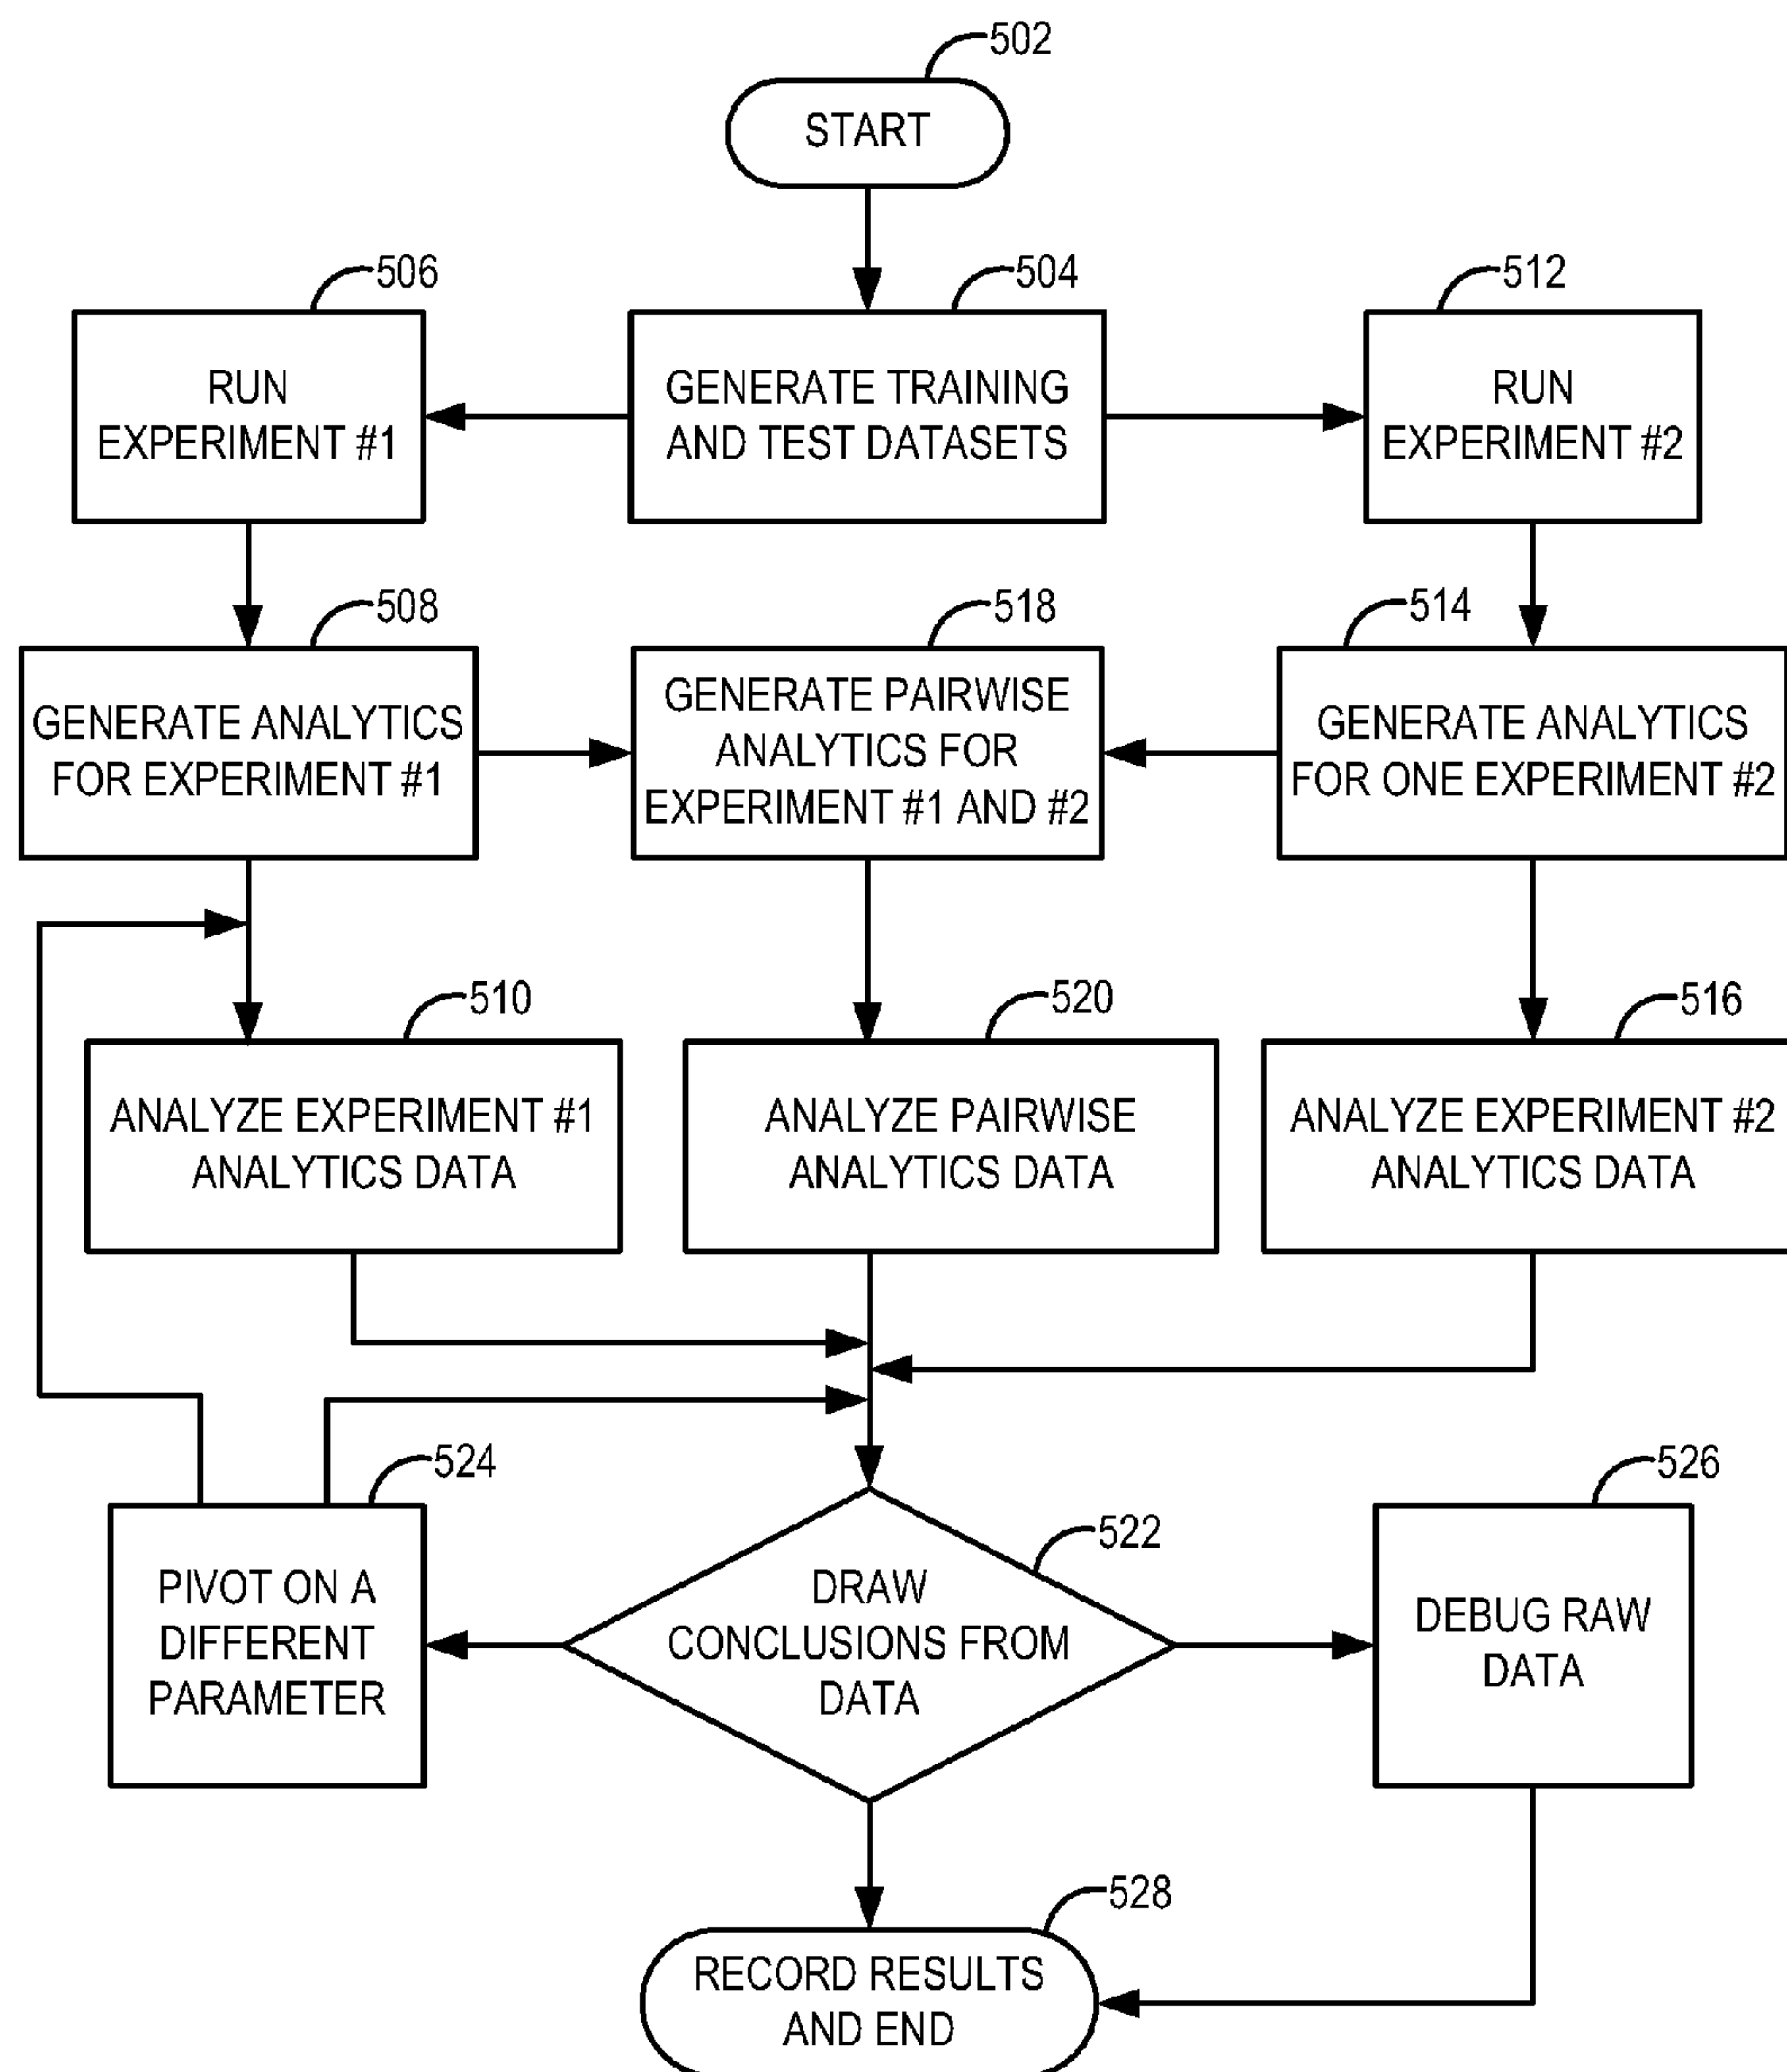 502
START
506
504
512
RUN
EXPERIMENT #1
GENERATE TRAINING
AND TEST DATASETS
RUN
EXPERIMENT #2
508
518
514
GENERATE ANALYTICS
FOR EXPERIMENT #1
GENERATE PAIRWISE
ANALYTICS FOR
EXPERIMENT #1 AND #2
GENERATE ANALYTICS
FOR ONE EXPERIMENT #2
510
520
516
ANALYZE EXPERIMENT #1
ANALYTICS DATA
ANALYZE PAIRWISE
ANALYTICS DATA
ANALYZE EXPERIMENT #2
ANALYTICS DATA
524
522
526
PIVOT ON A
DIFFERENT
PARAMETER
DRAW
CONCLUSIONS FROM
DATA
DEBUG RAW
DATA
528
RECORD RESULTS
AND END